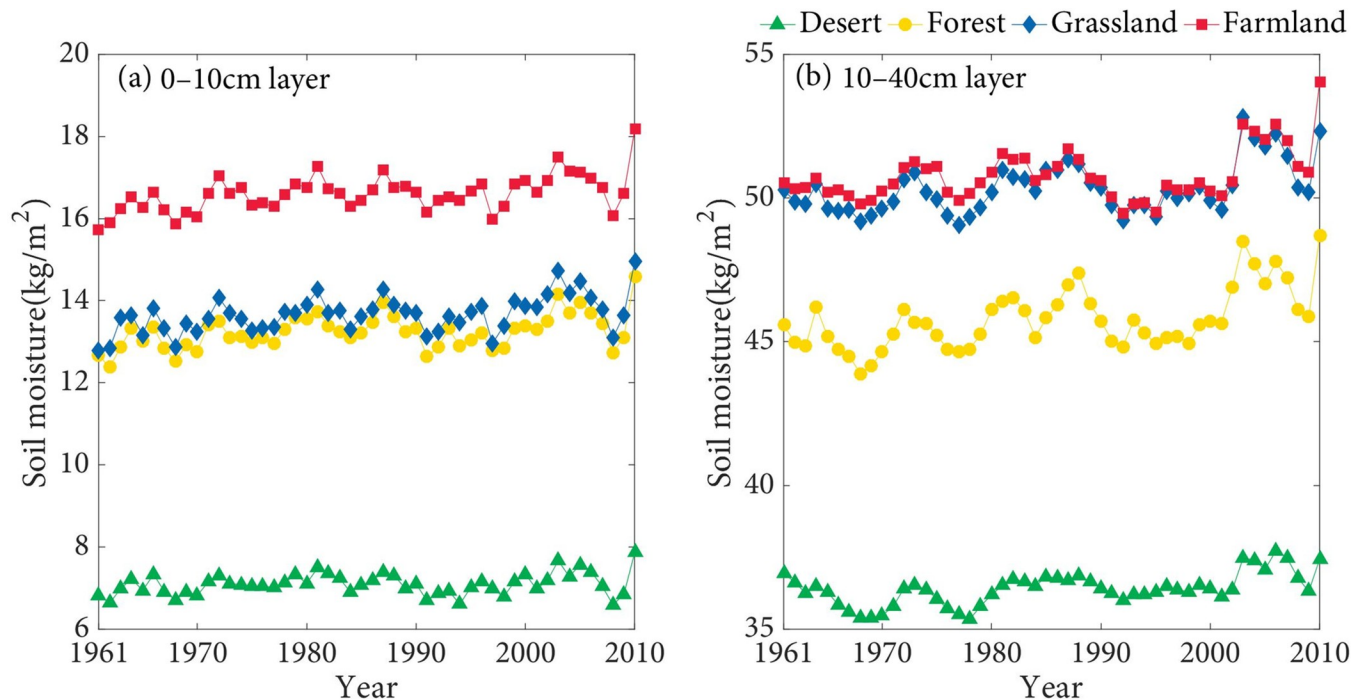 Desert Forest Grassland Farmland
(a) 0–10cm layer
Soil moisture(kg/m²)
20
18
16
14
12
10
8
6
1961 1970 1980 1990 2000 2010
Year
(b) 10–40cm layer
Soil moisture(kg/m²)
55
50
45
40
35
1961 1970 1980 1990 2000 2010
Year